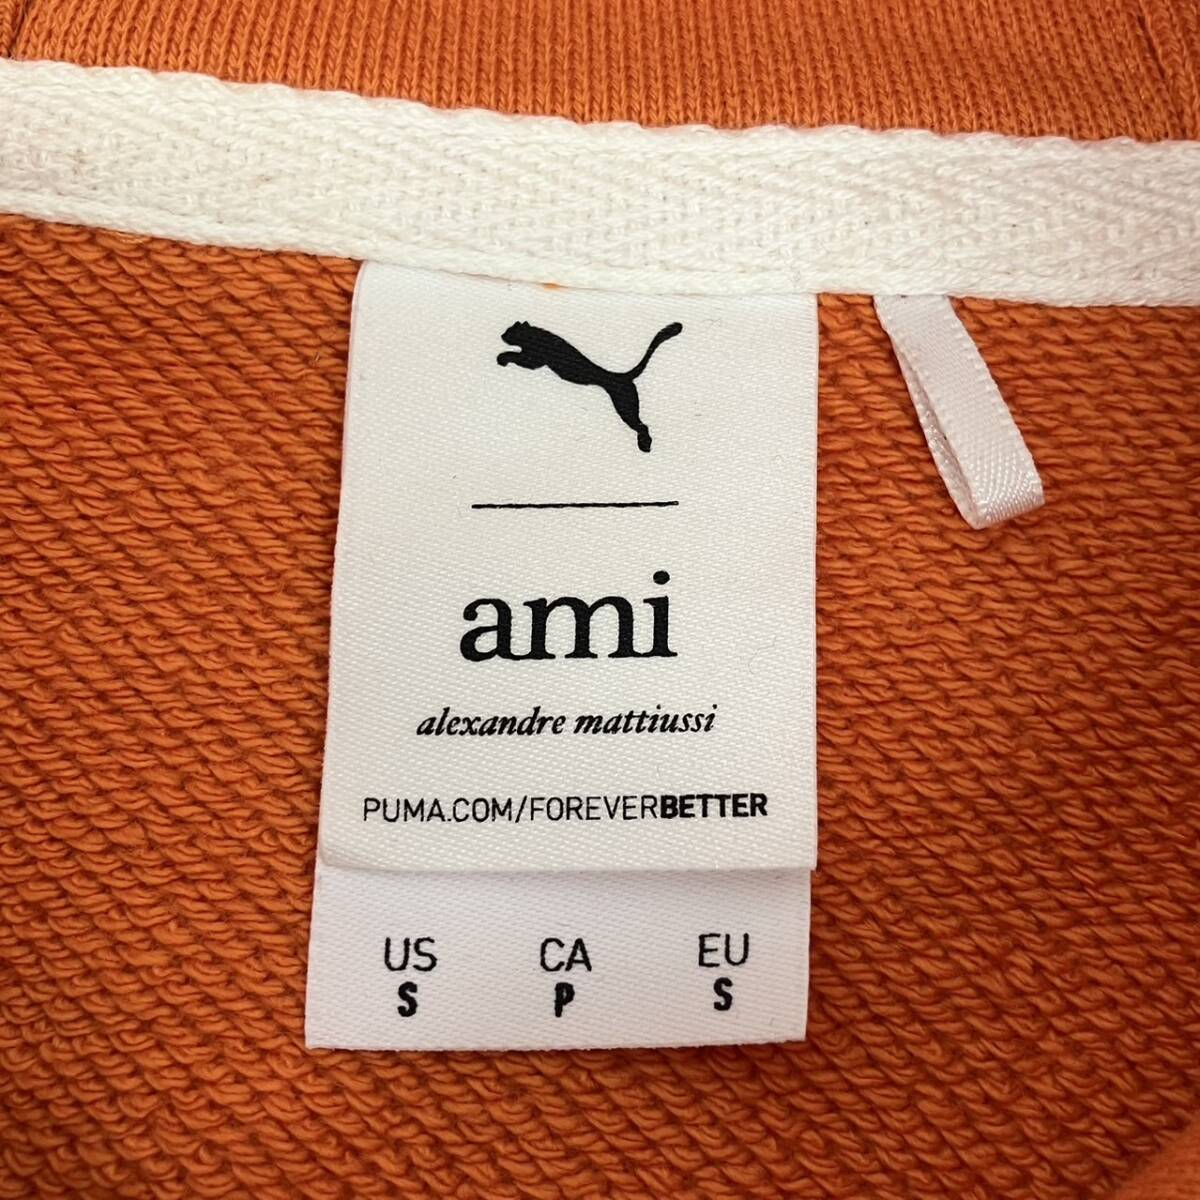 ami
alexandre mattiussi
PUMA.COM/FOREVERBETTER
US CA EU
S P S